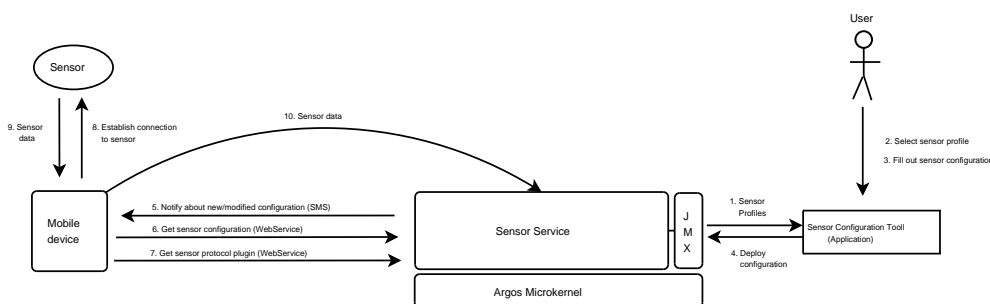 User
Sensor
9. Sensor
data
8. Establish connection
to sensor
10. Sensor data
2. Select sensor profile
3. Fill out sensor configuration
Mobile
device
5. Notify about new/modified configuration (SMS)
6. Get sensor configuration (WebService)
7. Get sensor protocol plugin (WebService)
Sensor Service
J
M
X
1. Sensor
Profiles
4. Deploy
configuration
Sensor Configuration Tooll
(Application)
Argos Microkernel